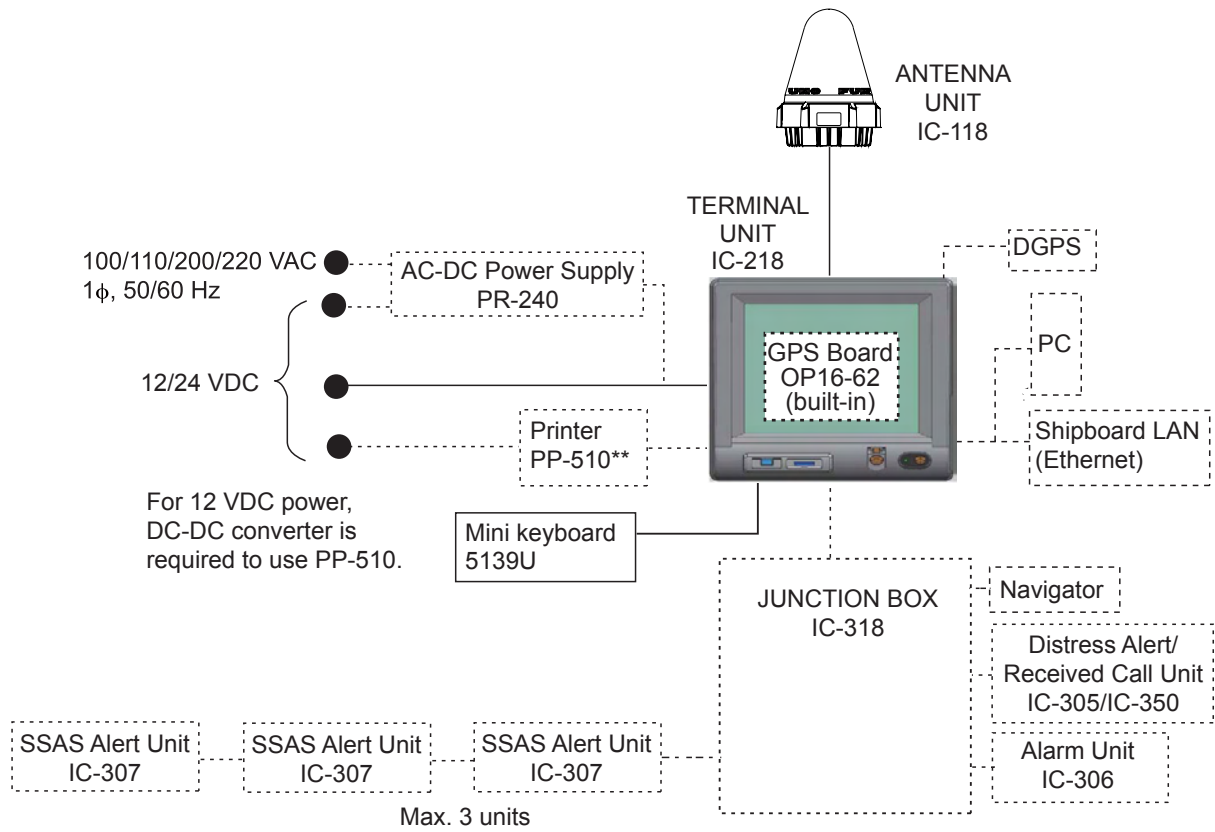 ANTENNA
UNIT
IC-118
TERMINAL
UNIT
IC-218
DGPS
100/110/200/220 VAC
1ϕ, 50/60 Hz
AC-DC Power Supply
PR-240
GPS Board
OP16-62
(built-in)
PC
12/24 VDC
Printer
PP-510**
Shipboard LAN
(Ethernet)
For 12 VDC power,
DC-DC converter is
required to use PP-510.
Mini keyboard
5139U
JUNCTION BOX
IC-318
Navigator
Distress Alert/
Received Call Unit
IC-305/IC-350
Alarm Unit
IC-306
SSAS Alert Unit
IC-307
SSAS Alert Unit
IC-307
SSAS Alert Unit
IC-307
Max. 3 units